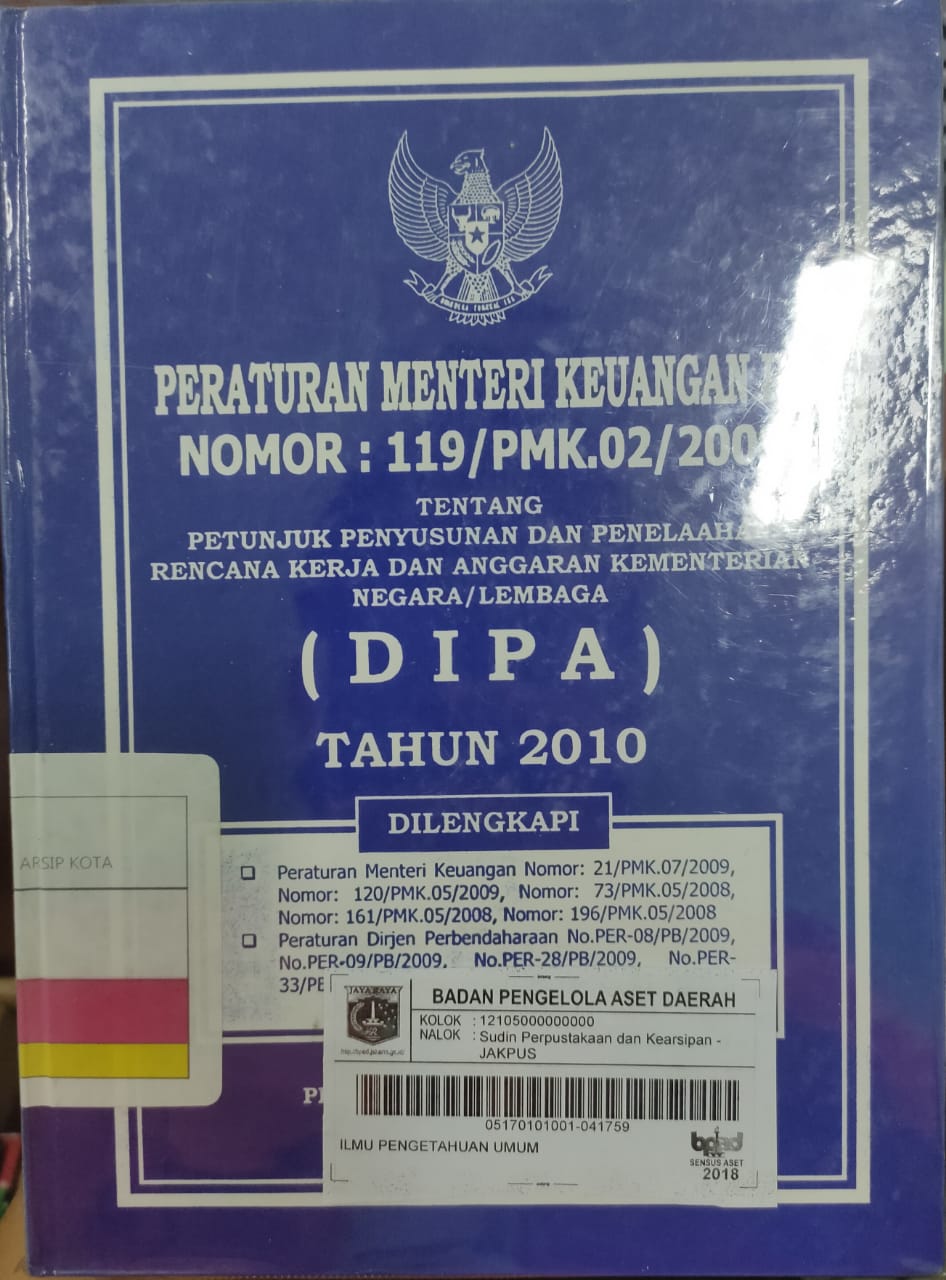 PERATURAN MENTERI KEUANGAN
NOMOR : 119/PMK.02/200
TENTANG
PETUNJUK PENYUSUNAN DAN PENELAAHA
RENCANA KERJA DAN ANGGARAN KEMENTERIAN
NEGARA/LEMBAGA
( D I P A )
TAHUN 2010
DILENGKAPI
ARSIP KOTA
❑ Peraturan Menteri Keuangan Nomor: 21/PMK.07/2009,
Nomor: 120/PMK.05/2009, Nomor: 73/PMK.05/2008,
Nomor: 161/PMK.05/2008, Nomor: 196/PMK.05/2008
❑ Peraturan Dirjen Perbendaharaan No.PER-08/PB/2009,
No.PER-09/PB/2009, No.PER-28/PB/2009, No.PER-
33/PB
JAYA RAYA
BADAN PENGELOLA ASET DAERAH
KOLOK : 12105000000000
NALOK : Sudin Perpustakaan dan Kearsipan -
JAKPUS
05170101001-041759
ILMU PENGETAHUAN UMUM
bpad
SENSUS ASET
2018